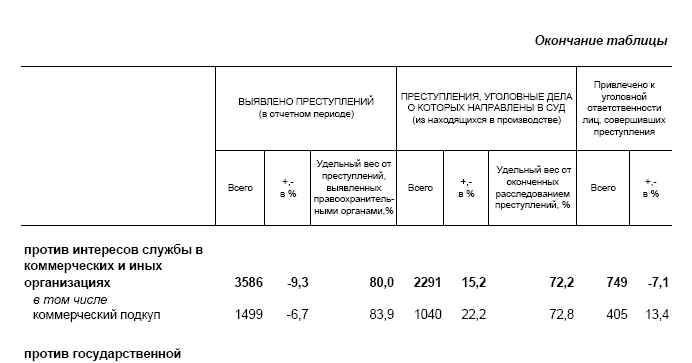 Окончание таблицы
ВЫЯВЛЕНО ПРЕСТУПЛЕНИЙ
(в отчетном периоде)
ПРЕСТУПЛЕНИЯ, УГОЛОВНЫЕ ДЕЛА
О КОТОРЫХ НАПРАВЛЕНЫ В СУД
(из находящихся в производстве)
Привлечено к
уголовной
ответственности
лиц, совершивших
преступления
Всего
+,-
в %
Удельный вес от
преступлений,
выявленных
правоохранитель-
ными органами,%
Всего
+,-
в %
Удельный вес от
оконченных
расследованием
преступлений, %
Всего
+,-
в %
против интересов службы в
коммерческих и иных
организациях 3586 -9,3 80,0 2291 15,2 72,2 749 -7,1
в том числе
коммерческий подкуп 1499 -6,7 83,9 1040 22,2 72,8 405 13,4
против государственной